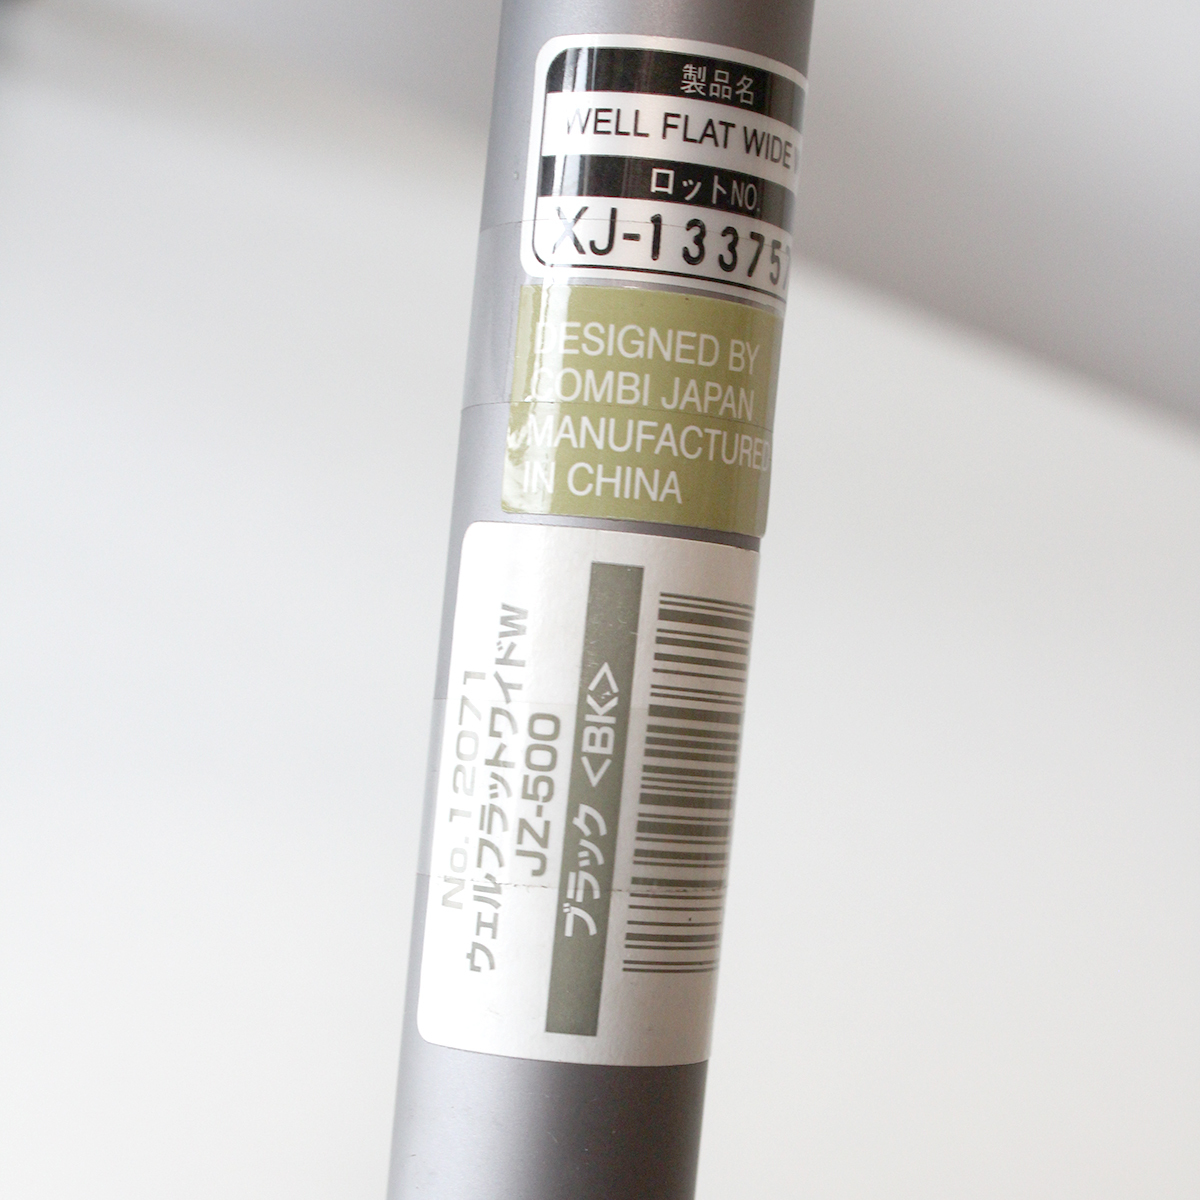 製品名
WELL FLAT WIDE
ロットNO.
XJ-13375
DESIGNED BY
COMBI JAPAN
MANUFACTURED
IN CHINA
No.12071
ウェルフラットワイドW
JZ-500
ブラック <BK>